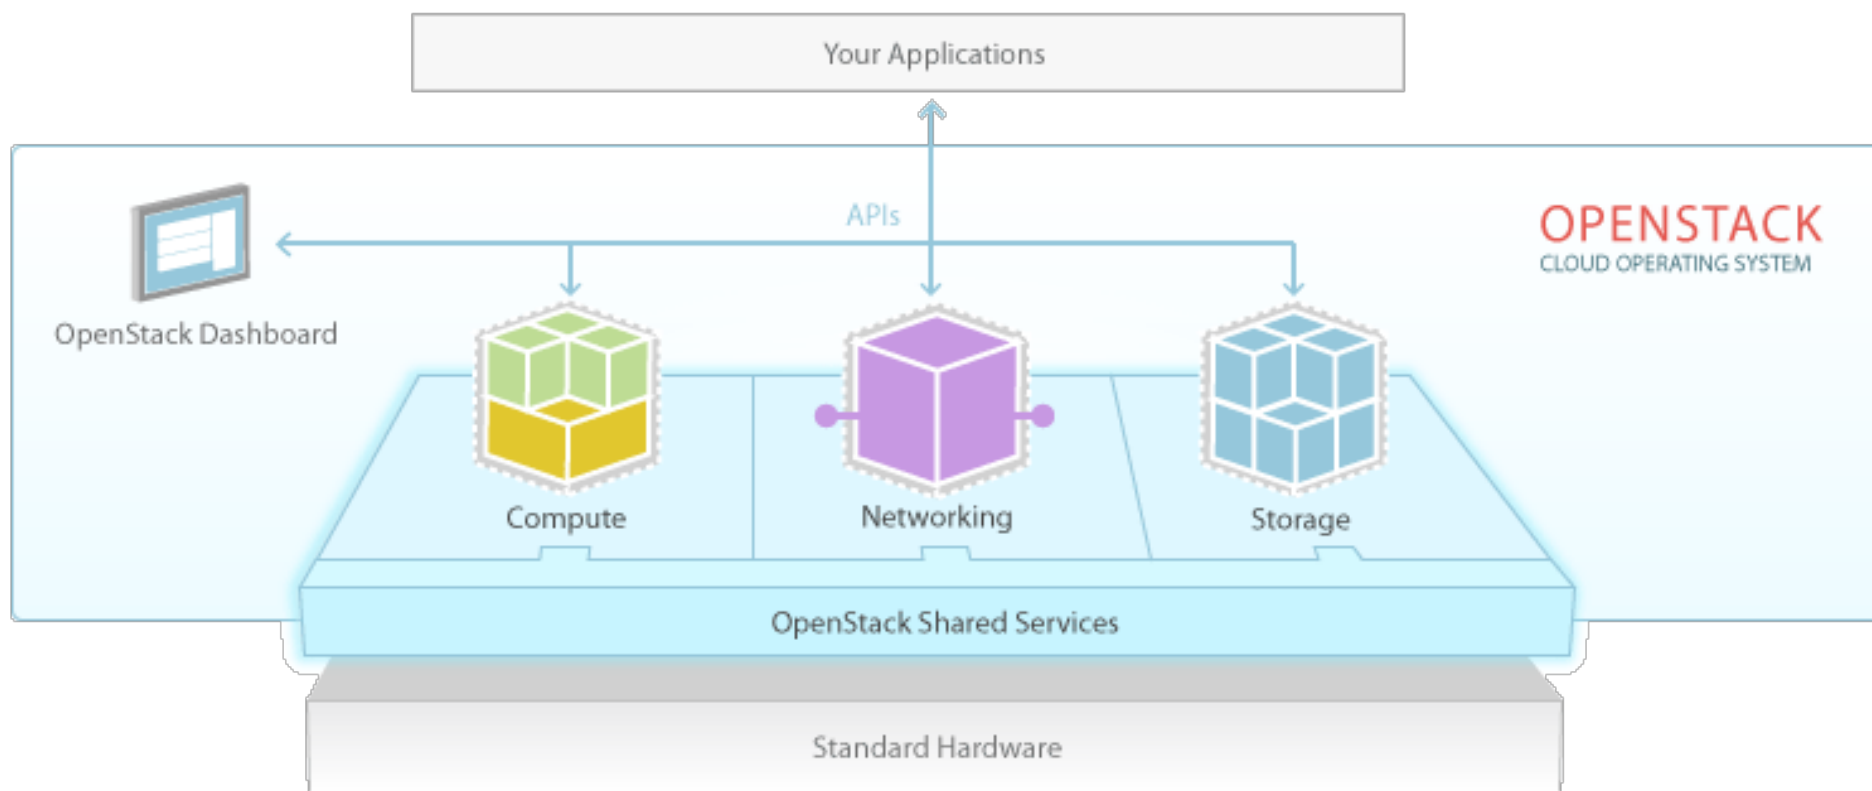 Your Applications
APIs
OPENSTACK
CLOUD OPERATING SYSTEM
OpenStack Dashboard
Compute
Networking
Storage
OpenStack Shared Services
Standard Hardware